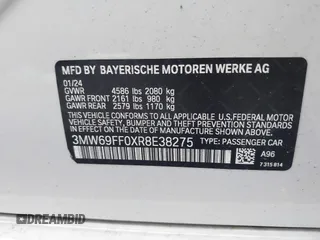 MFD BY BAYERISCHE MOTOREN WERKE AG
01/24
GVWR 4586 lbs 2080 kg
GAWR FRONT 2161 lbs 980 kg
GAWR REAR 2579 lbs 1170 kg
THIS VEHICLE CONFORMS TO ALL APPLICABLE U.S. FEDERAL MOTOR VEHICLE SAFETY, BUMPER, AND THEFT PREVENTION STANDARDS IN EFFECT ON THE DATE OF MANUFACTURE SHOWN ABOVE.
3MW69FF0XR8E38275
TYPE: PASSENGER CAR
A96
7 315 614
© DREAMBID